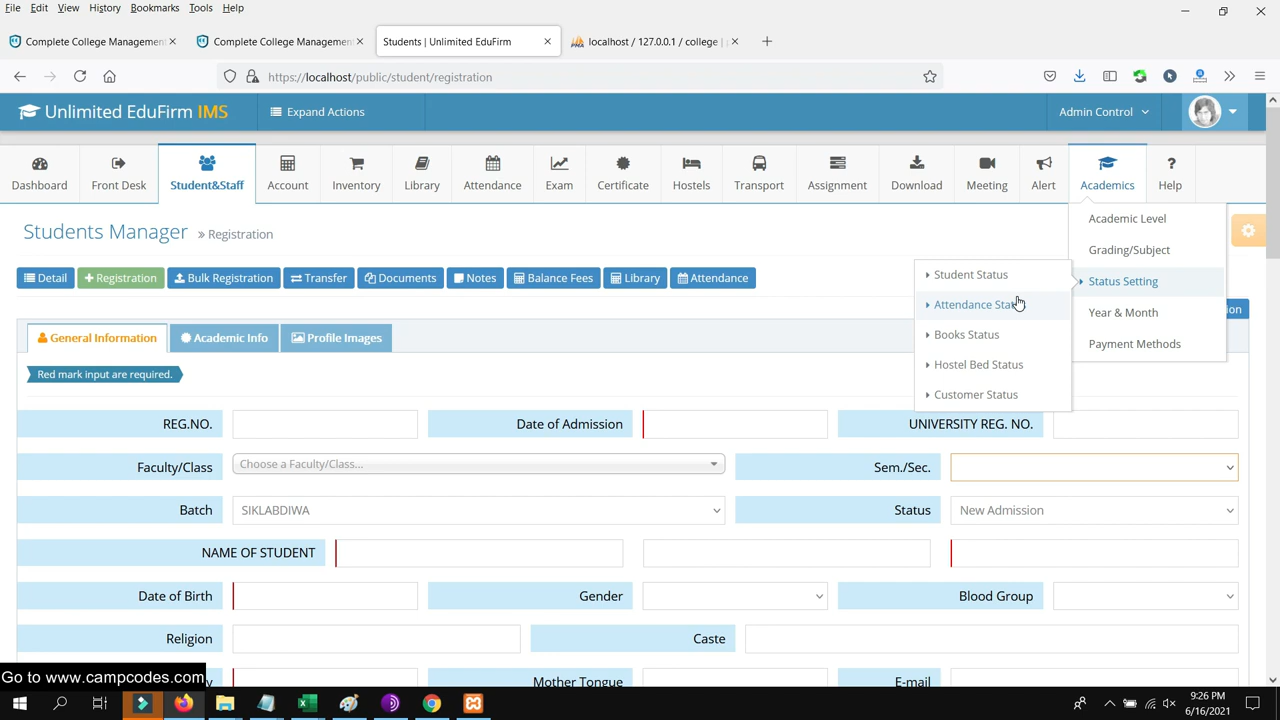 File Edit View History Bookmarks Tools Help
Complete College Management
Complete College Management
Students | Unlimited EduFirm
localhost / 127.0.0.1 / college |
https://localhost/public/student/registration
Unlimited EduFirm IMS
Expand Actions
Admin Control
Dashboard
Front Desk
Student&Staff
Account
Inventory
Library
Attendance
Exam
Certificate
Hostels
Transport
Assignment
Download
Meeting
Alert
Academics
Help
Academic Level
Grading/Subject
Status Setting
Year & Month
Payment Methods
Student Status
Attendance Stat
Books Status
Hostel Bed Status
Customer Status
Students Manager » Registration
Detail
Registration
Bulk Registration
Transfer
Documents
Notes
Balance Fees
Library
Attendance
General Information
Academic Info
Profile Images
Red mark input are required.
REG.NO.
Date of Admission
UNIVERSITY REG. NO.
Faculty/Class
Choose a Faculty/Class...
Sem./Sec.
Batch
SIKLABDIWA
Status
New Admission
NAME OF STUDENT
Date of Birth
Gender
Blood Group
Religion
Caste
Mother Tongue
E-mail
Go to www.campcodes.com
9:26 PM
6/16/2021